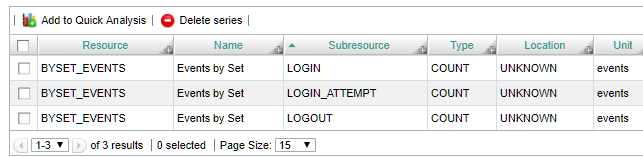 Add to Quick Analysis | Delete series
Resource Name Subresource Type Location Unit
BYSET_EVENTS Events by Set LOGIN COUNT UNKNOWN events
BYSET_EVENTS Events by Set LOGIN_ATTEMPT COUNT UNKNOWN events
BYSET_EVENTS Events by Set LOGOUT COUNT UNKNOWN events
1-3 of 3 results | 0 selected | Page Size: 15